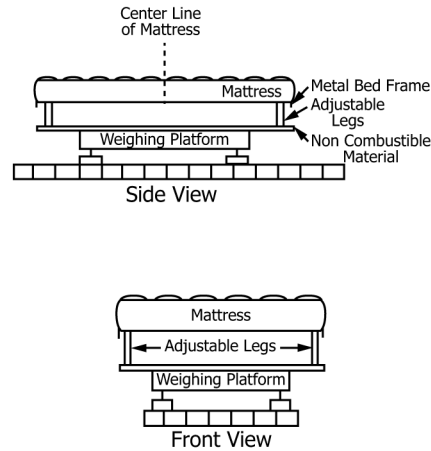 Center Line
of Mattress
Mattress
Metal Bed Frame
Adjustable
Legs
Weighing Platform
Non Combustible
Material
Side View
Mattress
Adjustable Legs
Weighing Platform
Front View